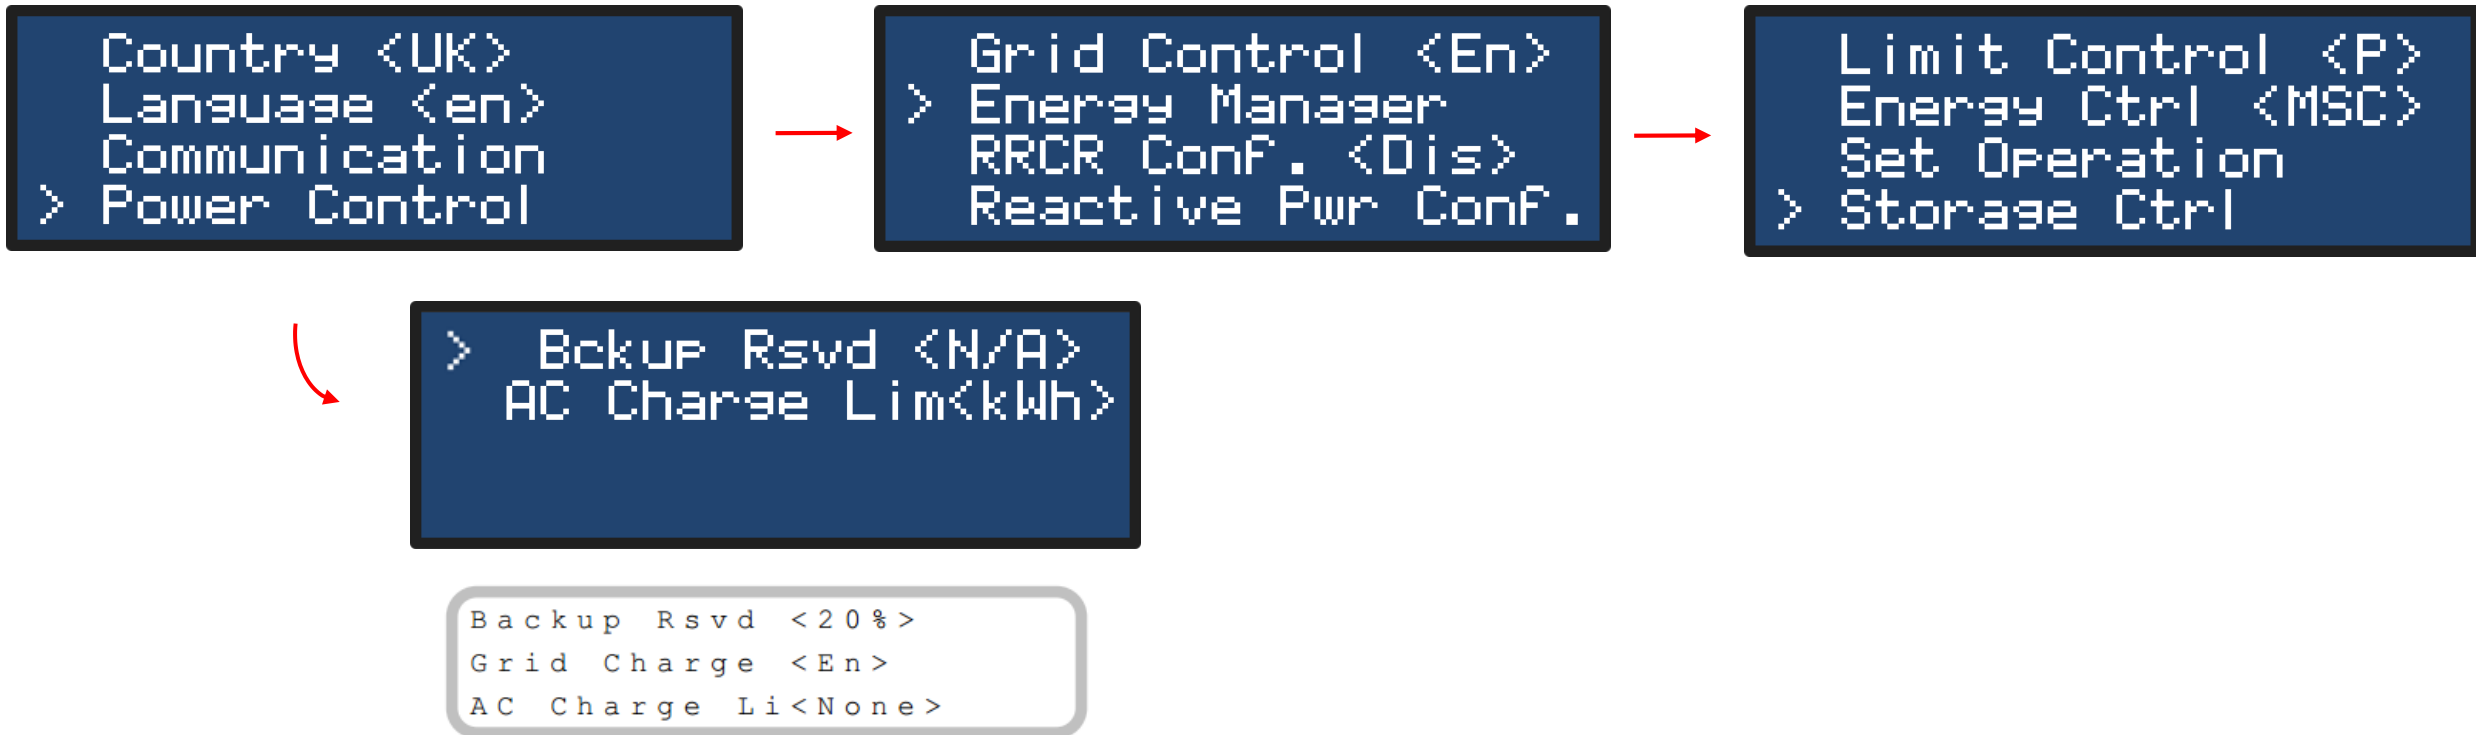 Country <UK>
Language <en>
Communication
> Power Control
Grid Control <En>
> Energy Manager
RRCR Conf. <Dis>
Reactive Pwr Conf.
Limit Control <P>
Energy Ctrl <MSC>
Set Operation
> Storage Ctrl
> Bckup Rsvd <N/A>
AC Charge Lim<kWh>
Backup Rsvd <20%>
Grid Charge <En>
AC Charge Li<None>